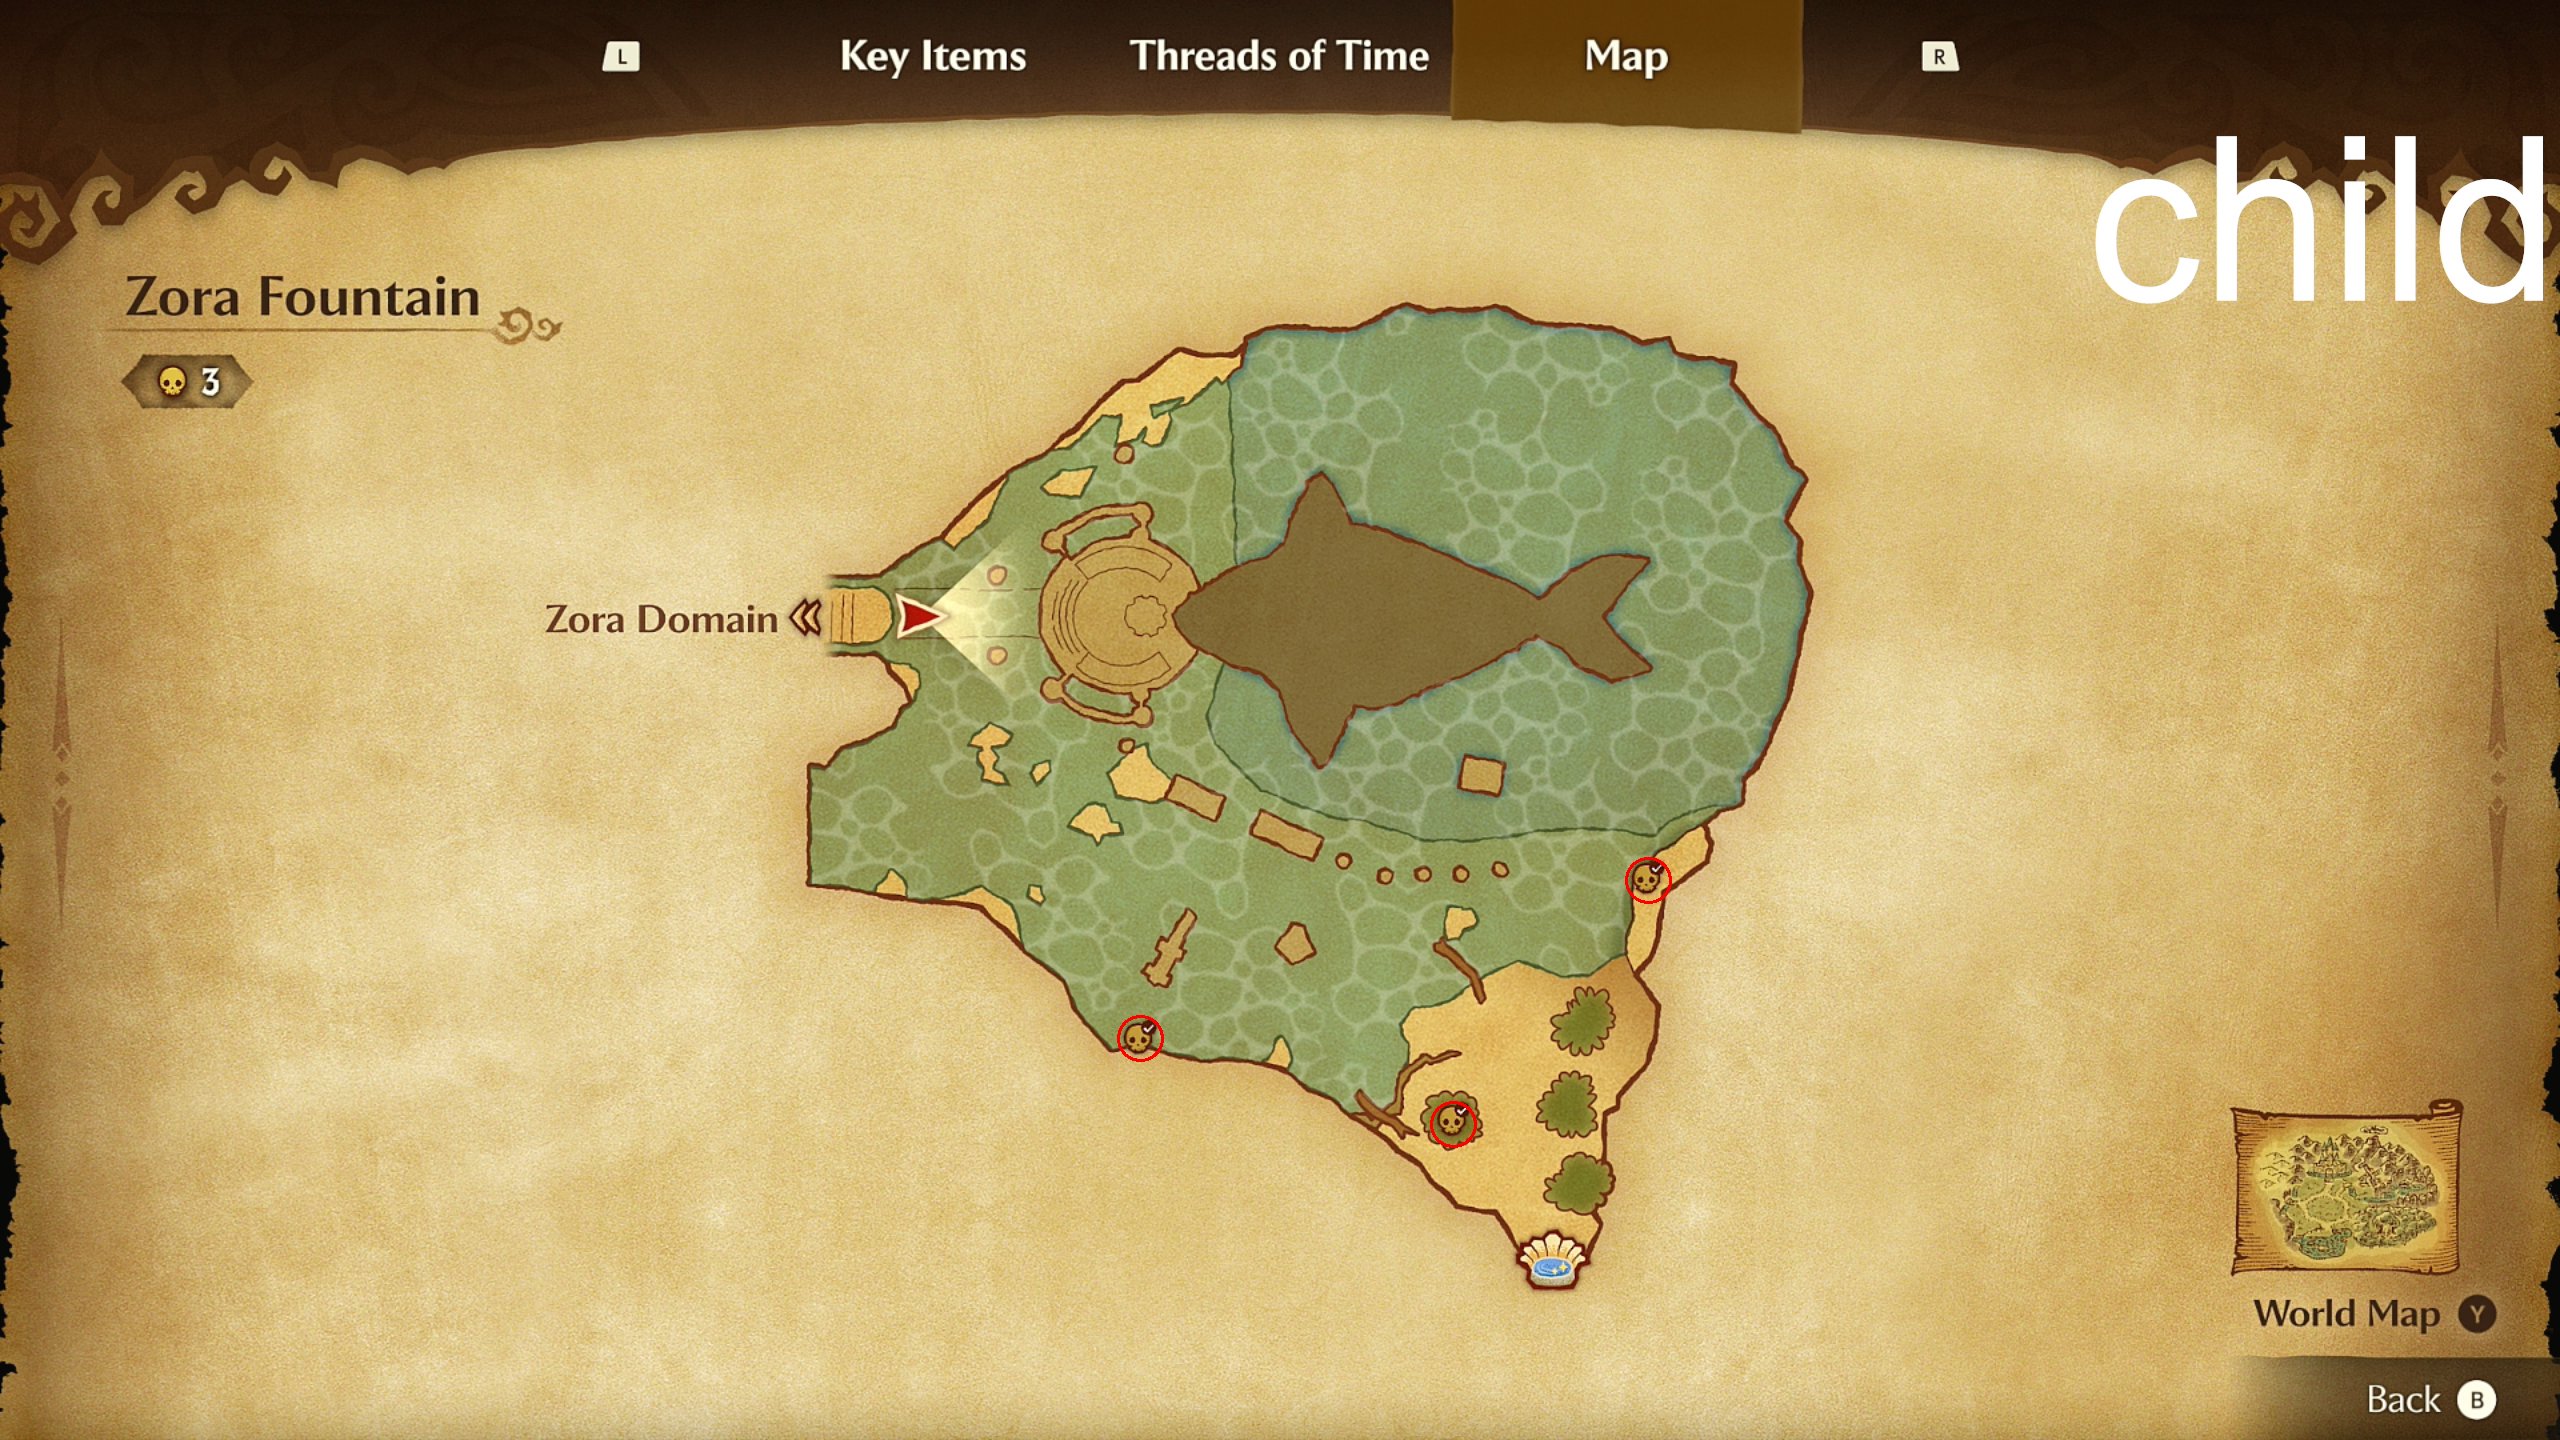 L
Key Items
Threads of Time
Map
R
child
Zora Fountain
3
Zora Domain
World Map Y
Back B